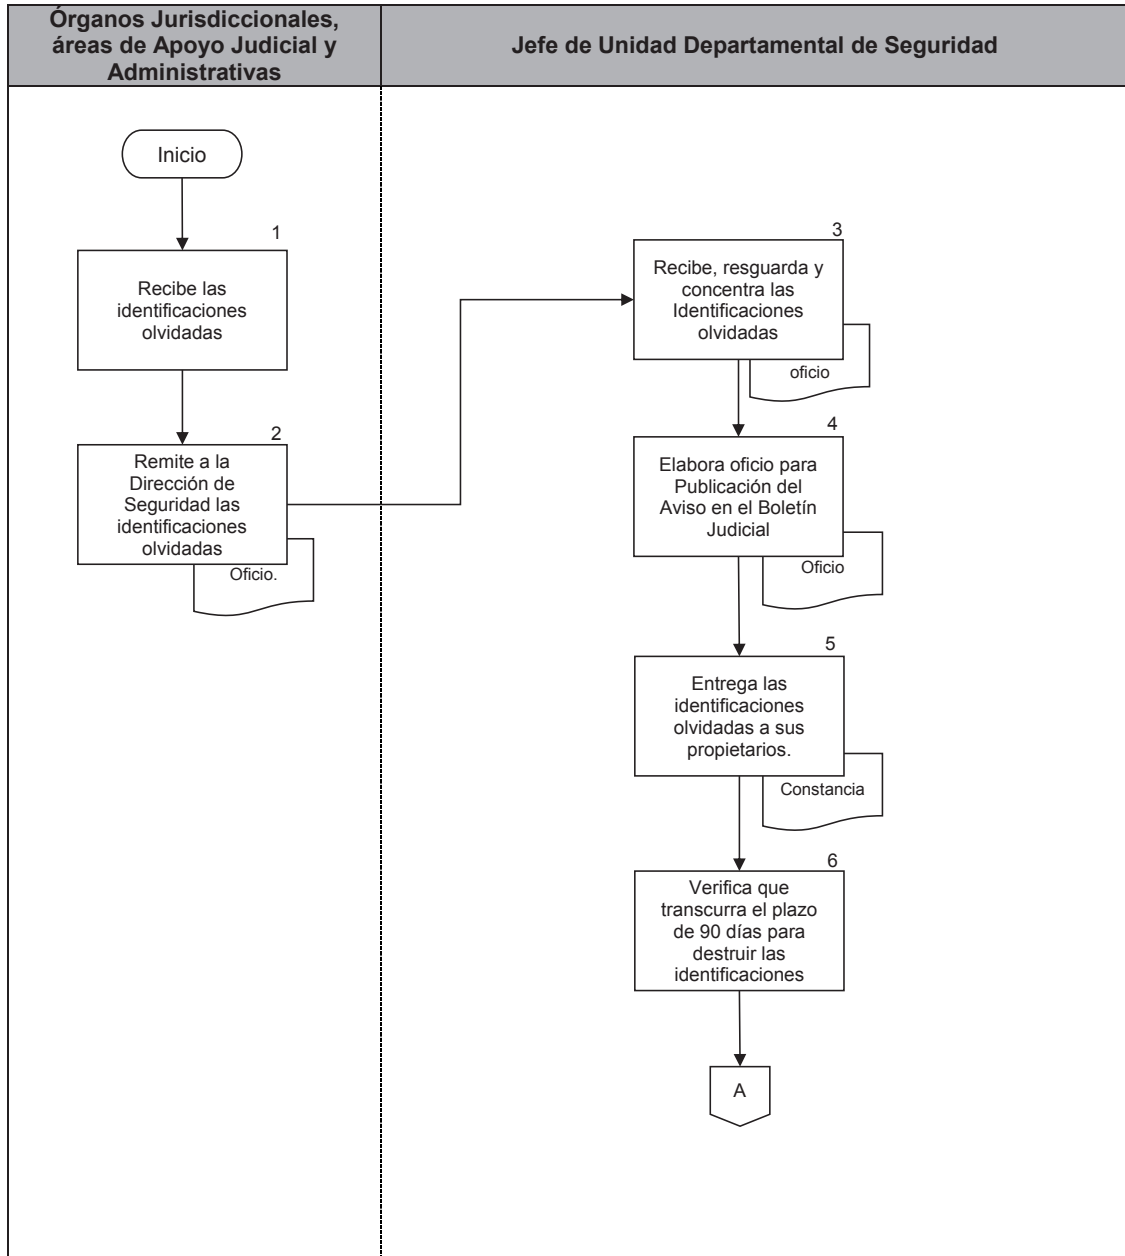 Órganos Jurisdiccionales,
áreas de Apoyo Judicial y
Administrativas
Jefe de Unidad Departamental de Seguridad
Inicio
1
Recibe las
identificaciones
olvidadas
2
Remite a la
Dirección de
Seguridad las
identificaciones
olvidadas
Oficio.
3
Recibe, resguarda y
concentra las
Identificaciones
olvidadas
oficio
4
Elabora oficio para
Publicación del
Aviso en el Boletín
Judicial
Oficio
5
Entrega las
identificaciones
olvidadas a sus
propietarios.
Constancia
6
Verifica que
transcurra el plazo
de 90 días para
destruir las
identificaciones
A